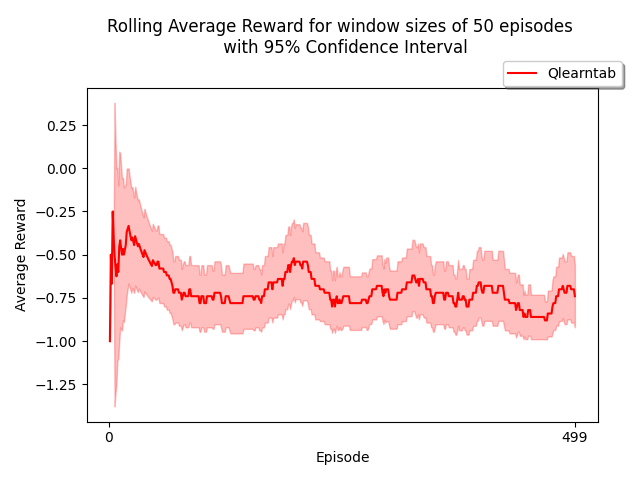 Rolling Average Reward for window sizes of 50 episodes
with 95% Confidence Interval
Qlearntab
0.25
0.00
−0.25
−0.50
−0.75
−1.00
−1.25
Average Reward
0
499
Episode